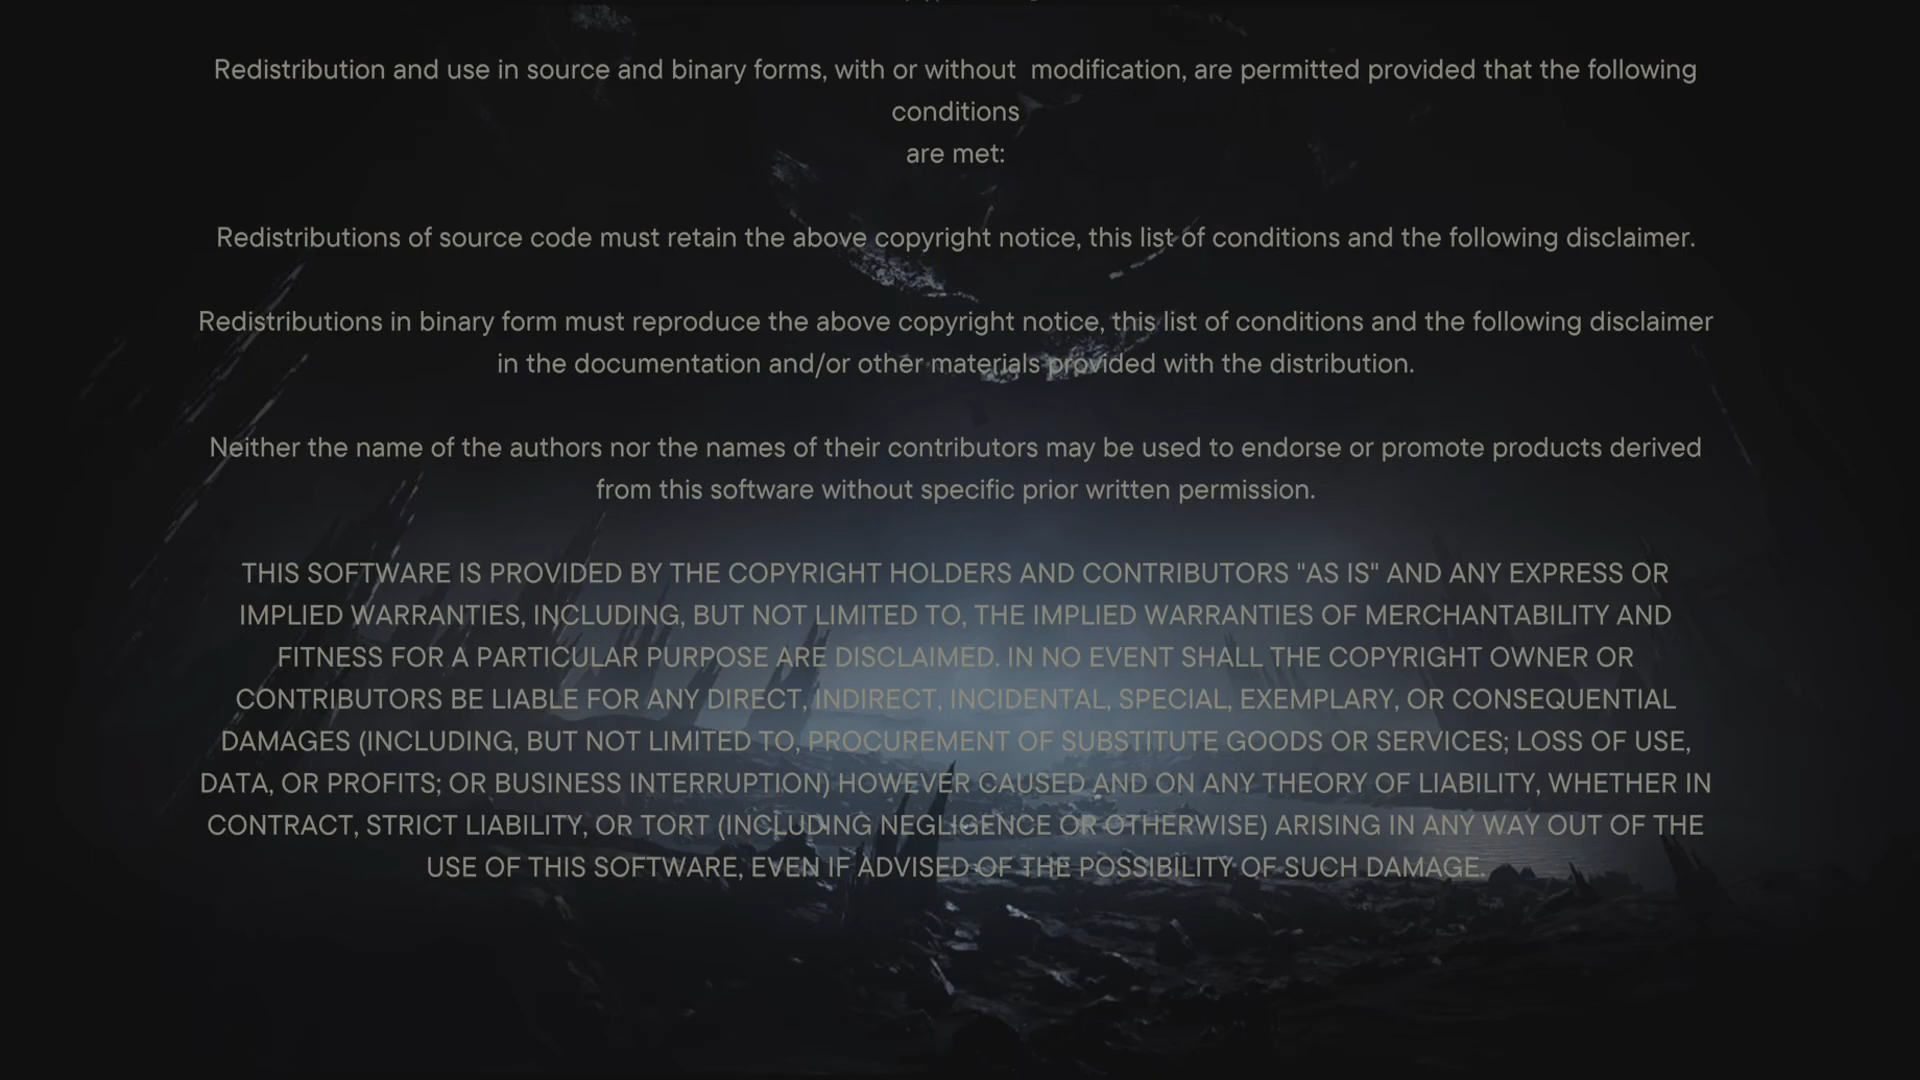 Redistribution and use in source and binary forms, with or without  modification, are permitted provided that the following
conditions
are met:
Redistributions of source code must retain the above copyright notice, this list of conditions and the following disclaimer.
Redistributions in binary form must reproduce the above copyright notice, this list of conditions and the following disclaimer
in the documentation and/or other materials provided with the distribution.
Neither the name of the authors nor the names of their contributors may be used to endorse or promote products derived
from this software without specific prior written permission.
THIS SOFTWARE IS PROVIDED BY THE COPYRIGHT HOLDERS AND CONTRIBUTORS "AS IS" AND ANY EXPRESS OR
IMPLIED WARRANTIES, INCLUDING, BUT NOT LIMITED TO, THE IMPLIED WARRANTIES OF MERCHANTABILITY AND
FITNESS FOR A PARTICULAR PURPOSE ARE DISCLAIMED. IN NO EVENT SHALL THE COPYRIGHT OWNER OR
CONTRIBUTORS BE LIABLE FOR ANY DIRECT, INDIRECT, INCIDENTAL, SPECIAL, EXEMPLARY, OR CONSEQUENTIAL
DAMAGES (INCLUDING, BUT NOT LIMITED TO, PROCUREMENT OF SUBSTITUTE GOODS OR SERVICES; LOSS OF USE,
DATA, OR PROFITS; OR BUSINESS INTERRUPTION) HOWEVER CAUSED AND ON ANY THEORY OF LIABILITY, WHETHER IN
CONTRACT, STRICT LIABILITY, OR TORT (INCLUDING NEGLIGENCE OR OTHERWISE) ARISING IN ANY WAY OUT OF THE
USE OF THIS SOFTWARE, EVEN IF ADVISED OF THE POSSIBILITY OF SUCH DAMAGE.